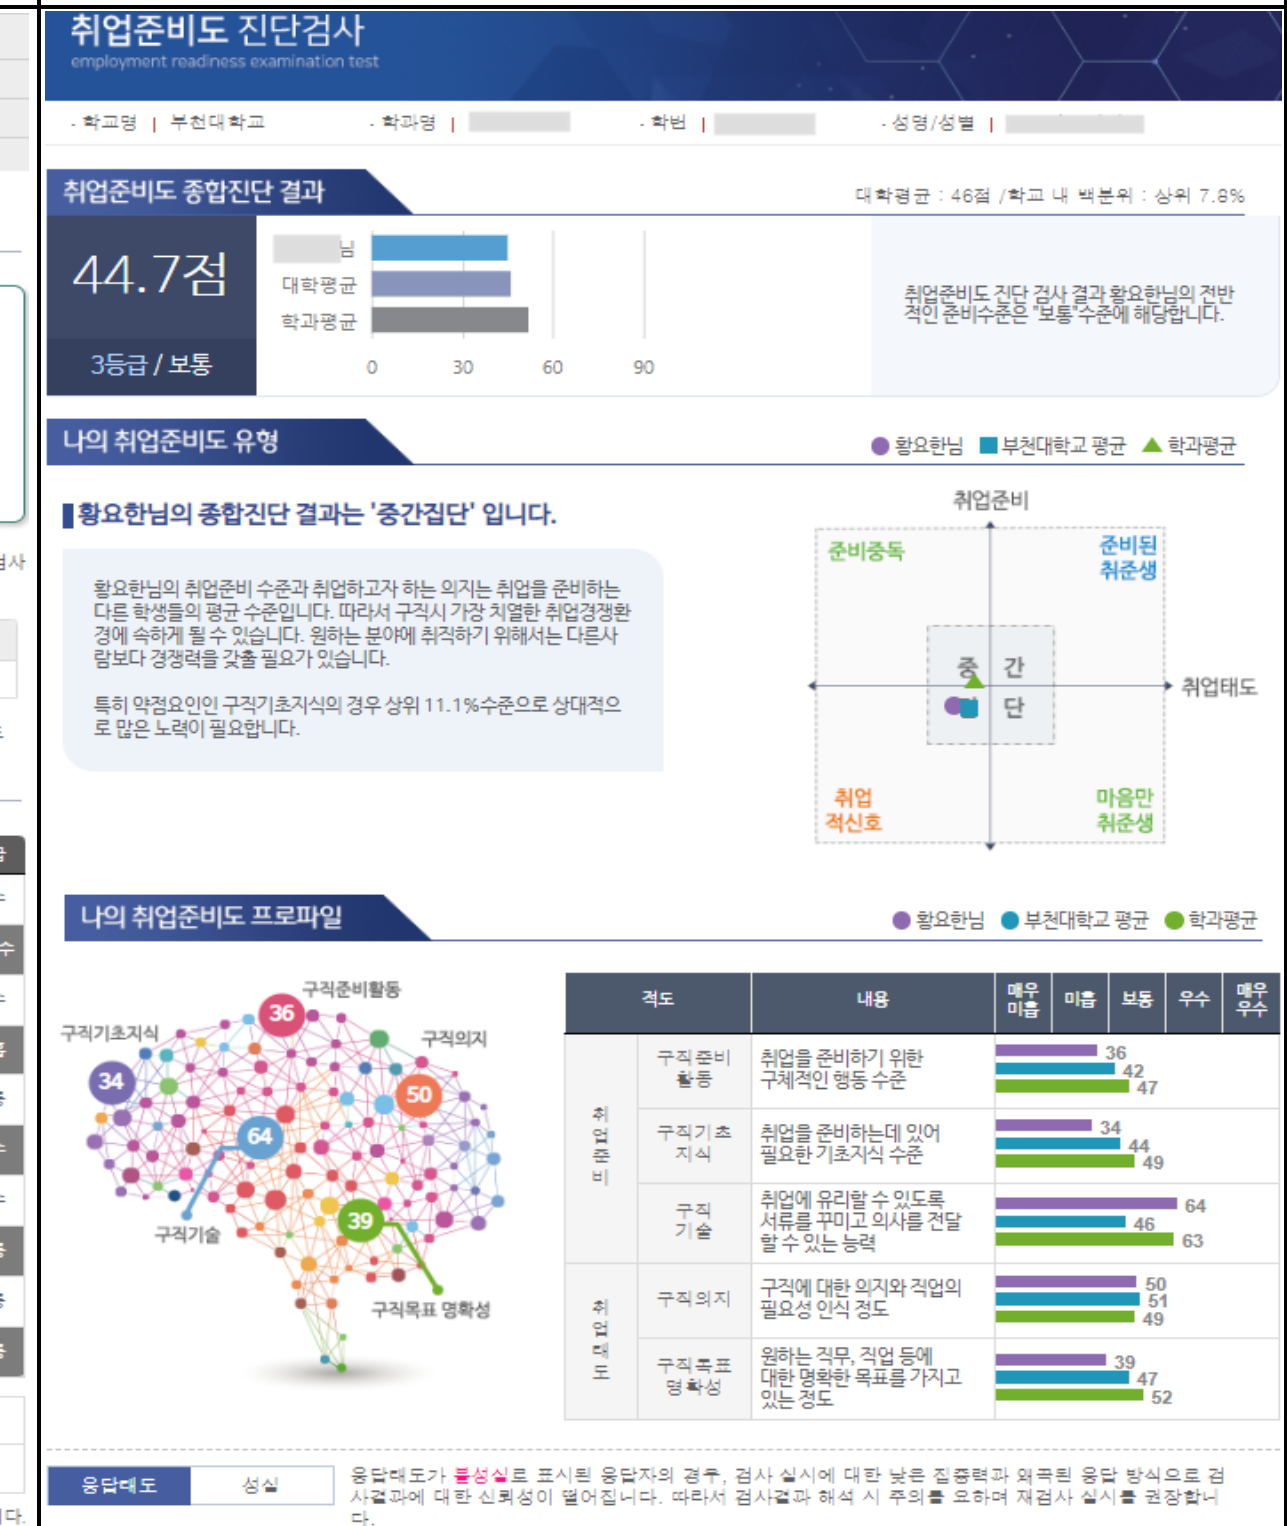 취업준비도 진단검사
employment readiness examination test
- 학교명 | 부천대학교 - 학과명 | - 학번 | - 성명/성별 |
취업준비도 종합진단 결과
대학평균 : 46점 /학교 내 백분위 : 상위 7.8%
44.7점
3등급 / 보통
님
대학평균
학과평균
0 30 60 90
취업준비도 진단 검사 결과 황요한님의 전반
적인 준비수준은 "보통"수준에 해당합니다.
나의 취업준비도 유형
황요한님 부천대학교 평균 학과평균
황요한님의 종합진단 결과는 '중간집단' 입니다.
황요한님의 취업준비 수준과 취업하고자 하는 의지는 취업을 준비하는
다른 학생들의 평균 수준입니다. 따라서 구직시 가장 치열한 취업경쟁환
경에 속하게 될 수 있습니다. 원하는 분야에 취직하기 위해서는 다른사
람보다 경쟁력을 갖출 필요가 있습니다.
특히 약점요인인 구직기초지식의 경우 상위 11.1%수준으로 상대적으
로 많은 노력이 필요합니다.
취업준비
준비중독
준비된
취준생
중 간
단
취업태도
취업
적신호
마음만
취준생
나의 취업준비도 프로파일
황요한님 부천대학교 평균 학과평균
구직준비활동
36
구직기초지식
34
구직의지
50
64
구직기술
39
구직목표 명확성
척도 내용 매우
미흡 미흡 보통 우수 매우
우수
취업준비
구직준비
활동
취업을 준비하기 위한
구체적인 행동 수준
36
42
47
구직기초
지식
취업을 준비하는데 있어
필요한 기초지식 수준
34
44
49
구직
기술
취업에 유리할 수 있도록
서류를 꾸미고 의사를 전달
할 수 있는 능력
64
46
63
취업태도
구직의지
구직에 대한 의지와 직업의
필요성 인식 정도
50
51
49
구직목표
명확성
원하는 직무, 직업 등에
대한 명확한 목표를 가지고
있는 정도
39
47
52
응답태도 성실
응답태도가 불성실로 표시된 응답자의 경우, 검사 실시에 대한 낮은 집중력과 왜곡된 응답 방식으로 검
사결과에 대한 신뢰성이 떨어집니다. 따라서 검사결과 해석 시 주의를 요하며 재검사 실시를 권장합니
다.